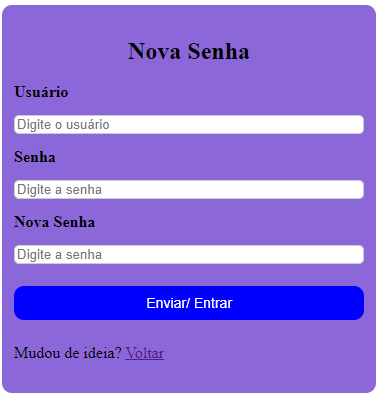 Nova Senha
Usuário
Digite o usuário
Senha
Digite a senha
Nova Senha
Digite a senha
Enviar/ Entrar
Mudou de ideia? Voltar